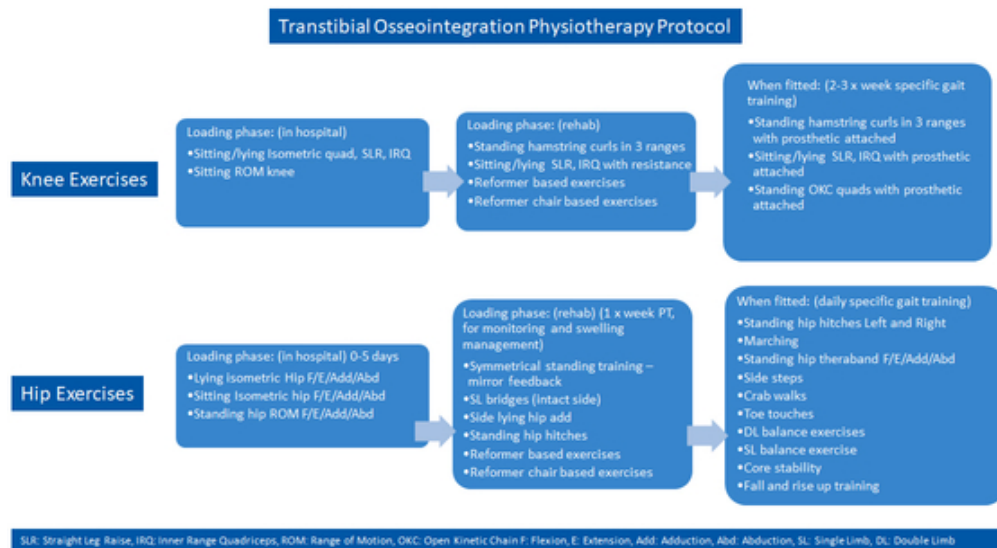 Transtibial Osseointegration Physiotherapy Protocol
Knee Exercises
Loading phase: (in hospital)
•Sitting/lying Isometric quad, SLR, IRQ
•Sitting ROM knee
Loading phase: (rehab)
•Standing hamstring curls in 3 ranges
•Sitting/lying SLR, IRQ with resistance
•Reformer based exercises
•Reformer chair based exercises
When fitted: (2-3 x week specific gait
training)
•Standing hamstring curls in 3 ranges
with prosthetic attached
•Sitting/lying SLR, IRQ with prosthetic
attached
•Standing OKC quads with prosthetic
attached
Hip Exercises
Loading phase: (in hospital) 0-5 days
•Lying isometric Hip F/E/Add/Abd
•Sitting Isometric hip F/E/Add/Abd
•Standing hip ROM F/E/Add/Abd
Loading phase: (rehab) (1 x week PT,
for monitoring and swelling
management)
•Symmetrical standing training –
mirror feedback
•SL bridges (intact side)
•Side lying hip add
•Standing hip hitches
•Reformer based exercises
•Reformer chair based exercises
When fitted: (daily specific gait training)
•Standing hip hitches Left and Right
•Marching
•Standing hip theraband F/E/Add/Abd
•Side steps
•Crab walks
•Toe touches
•DL balance exercises
•SL balance exercise
•Core stability
•Fall and rise up training
SLR: Straight Leg Raise, IRQ: Inner Range Quadriceps, ROM: Range of Motion, OKC: Open Kinetic Chain F: Flexion, E: Extension, Add: Adduction, Abd: Abduction, SL: Single Limb, DL: Double Limb